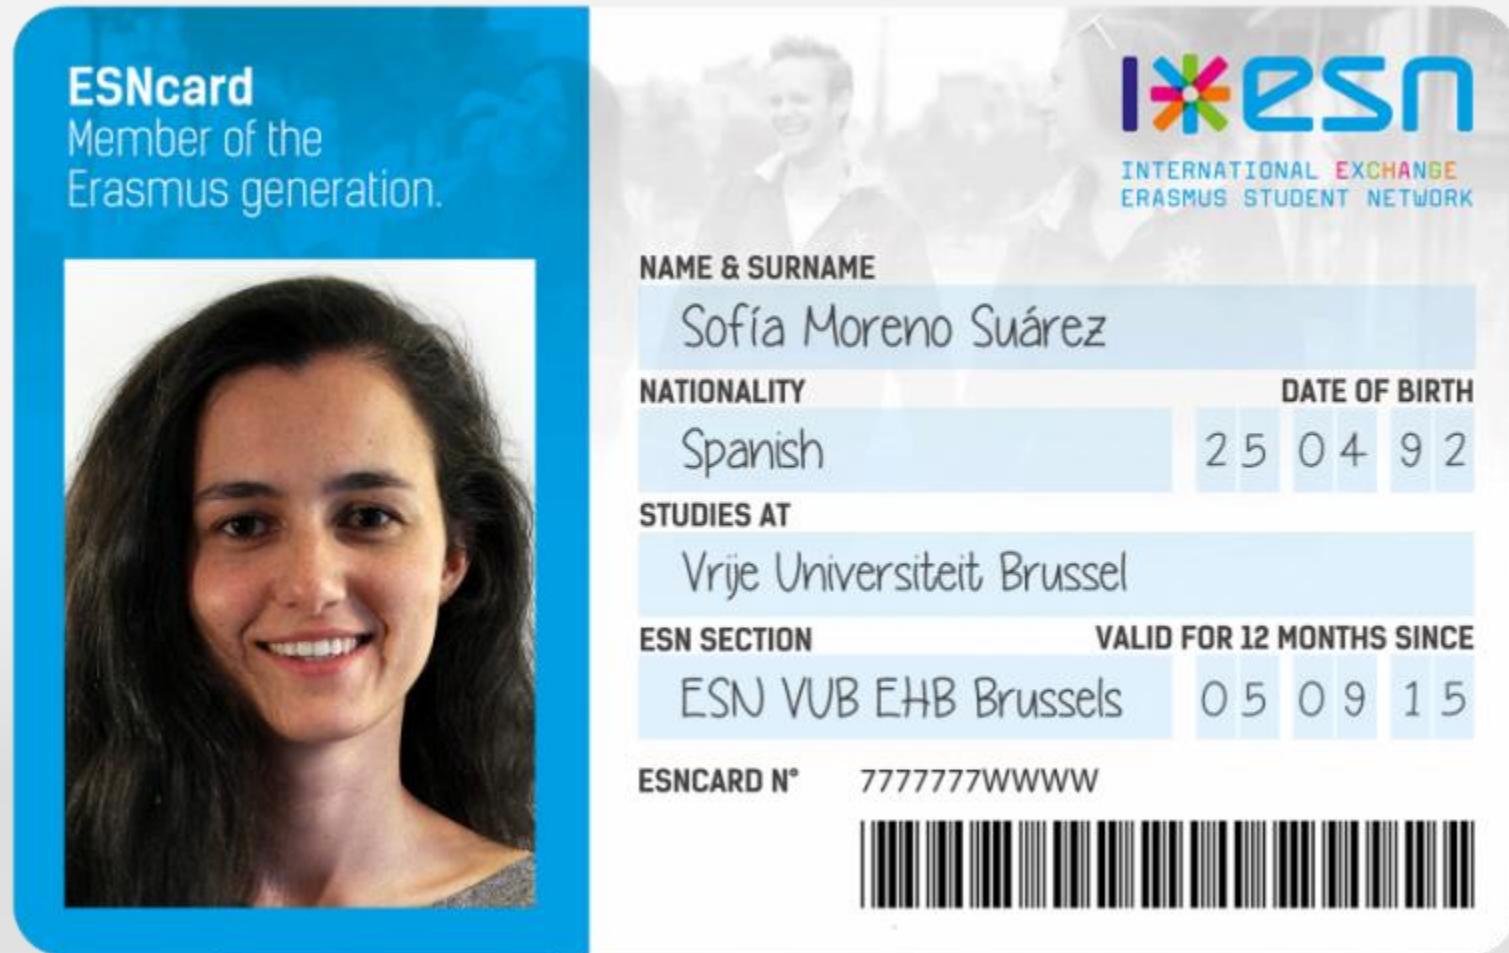 ESNcard
Member of the
Erasmus generation.
esn
INTERNATIONAL EXCHANGE
ERASMUS STUDENT NETWORK
NAME & SURNAME
Sofía Moreno Suárez
NATIONALITY DATE OF BIRTH
Spanish 25 04 92
STUDIES AT
Vrije Universiteit Brussel
ESN SECTION VALID FOR 12 MONTHS SINCE
ESN VUB EHB Brussels 05 09 15
ESNCARD N° 7777777WWWW